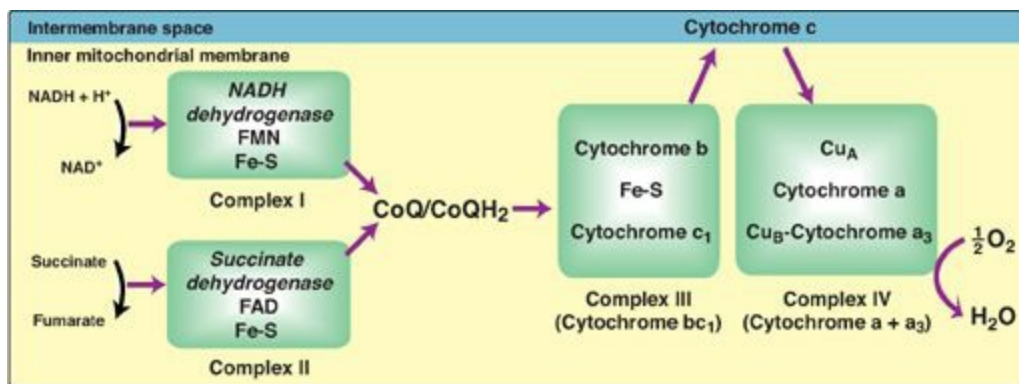 Intermembrane space
Cytochrome c
Inner mitochondrial membrane
NADH + H⁺
NAD⁺
NADH
dehydrogenase
FMN
Fe-S
Complex I
Succinate
Fumarate
Succinate
dehydrogenase
FAD
Fe-S
Complex II
CoQ/CoQH₂
Cytochrome b
Fe-S
Cytochrome c₁
Complex III
(Cytochrome bc₁)
Cu_A
Cytochrome a
Cu_B-Cytochrome a₃
Complex IV
(Cytochrome a + a₃)
½O₂
H₂O